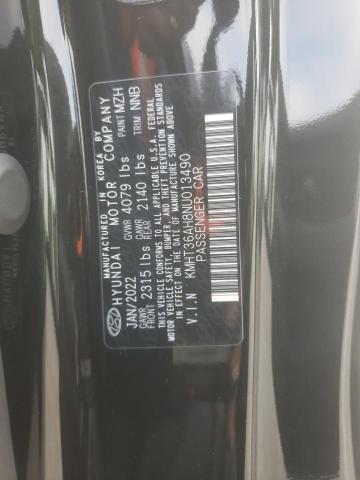 MANUFACTURED IN KOREA BY
HYUNDAI MOTOR COMPANY
JAN/2022 GVWR 4079 lbs PAINT MZH
GAWR FRONT 2315 lbs GAWR REAR 2140 lbs TRIM NNB
THIS VEHICLE CONFORMS TO ALL APPLICABLE U.S.A. FEDERAL
MOTOR VEHICLE SAFETY, BUMPER, AND THEFT PREVENTION STANDARDS
IN EFFECT ON THE DATE OF MANUFACTURE SHOWN ABOVE.
V.I.N KMHT36AH8NU013490
PASSENGER CAR